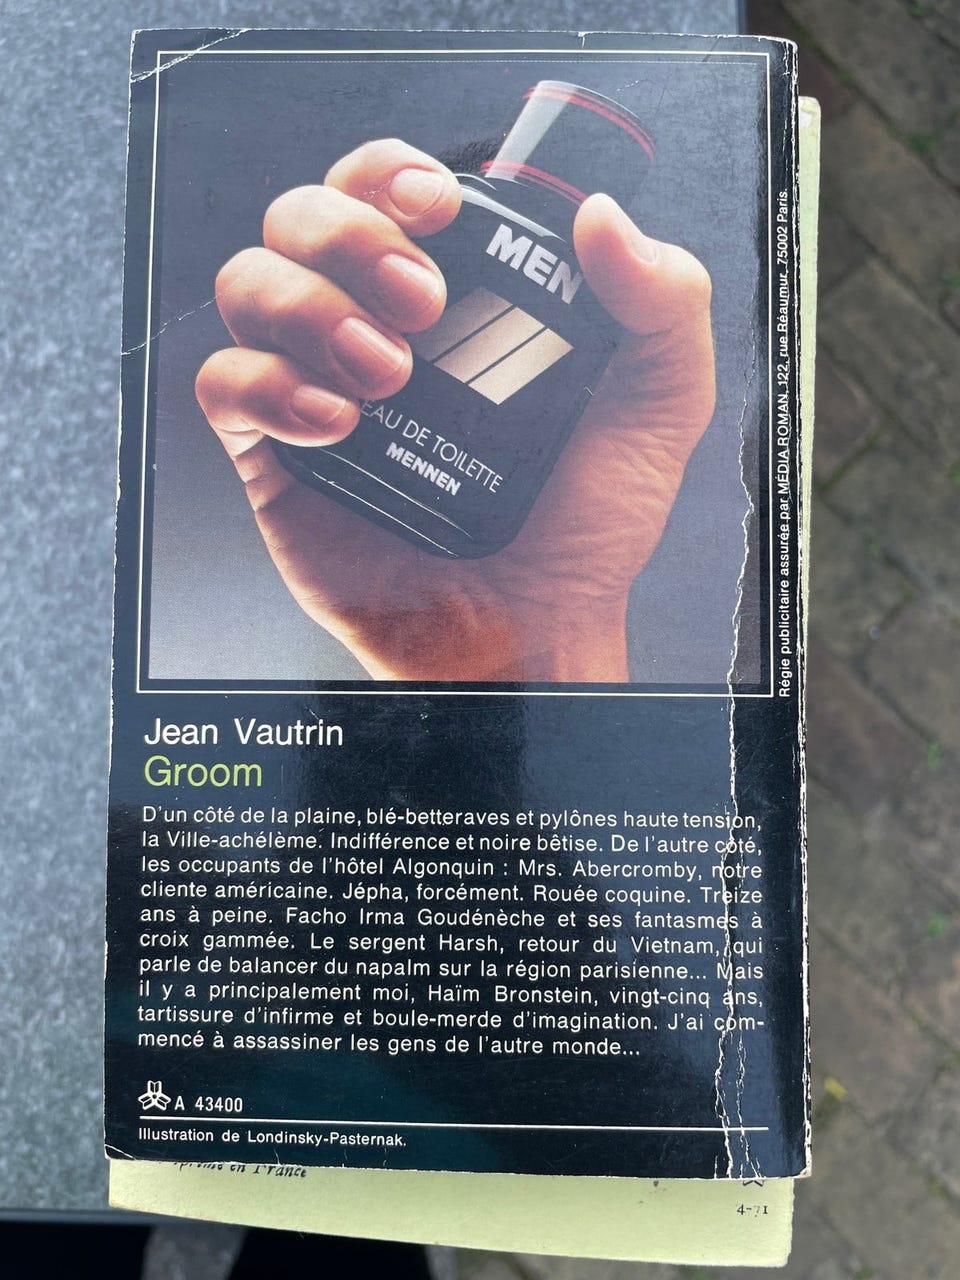 MEN
EAU DE TOILETTE
MENNEN
Régie publicitaire assurée par MÉDIA ROMAN, 122, rue Réaumur, 75002 Paris.
Jean Vautrin
Groom
D'un côté de la plaine, blé-betteraves et pylônes haute tension,
la Ville-achélème. Indifférence et noire bêtise. De l'autre côté,
les occupants de l'hôtel Algonquin : Mrs. Abercromby, notre
cliente américaine. Jépha, forcément. Rouée coquine. Treize
ans à peine. Facho Irma Goudénèche et ses fantasmes à
croix gammée. Le sergent Harsh, retour du Vietnam, qui
parle de balancer du napalm sur la région parisienne... Mais
il y a principalement moi, Haïm Bronstein, vingt-cinq ans,
tartissure d'infirme et boule-merde d'imagination. J'ai com-
mencé à assassiner les gens de l'autre monde...
A 43400
Illustration de Londinsky-Pasternak.
en France
4-71